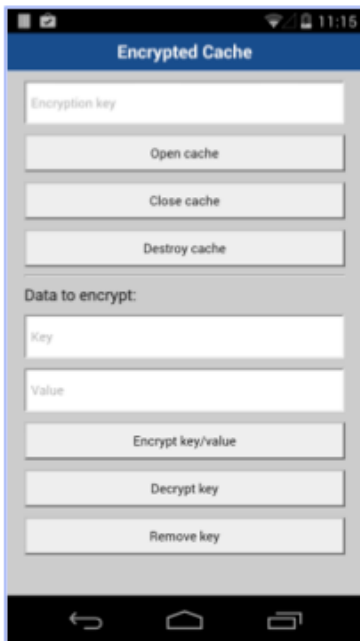 11:15
Encrypted Cache
Encryption key
Open cache
Close cache
Destroy cache
Data to encrypt:
Key
Value
Encrypt key/value
Decrypt key
Remove key